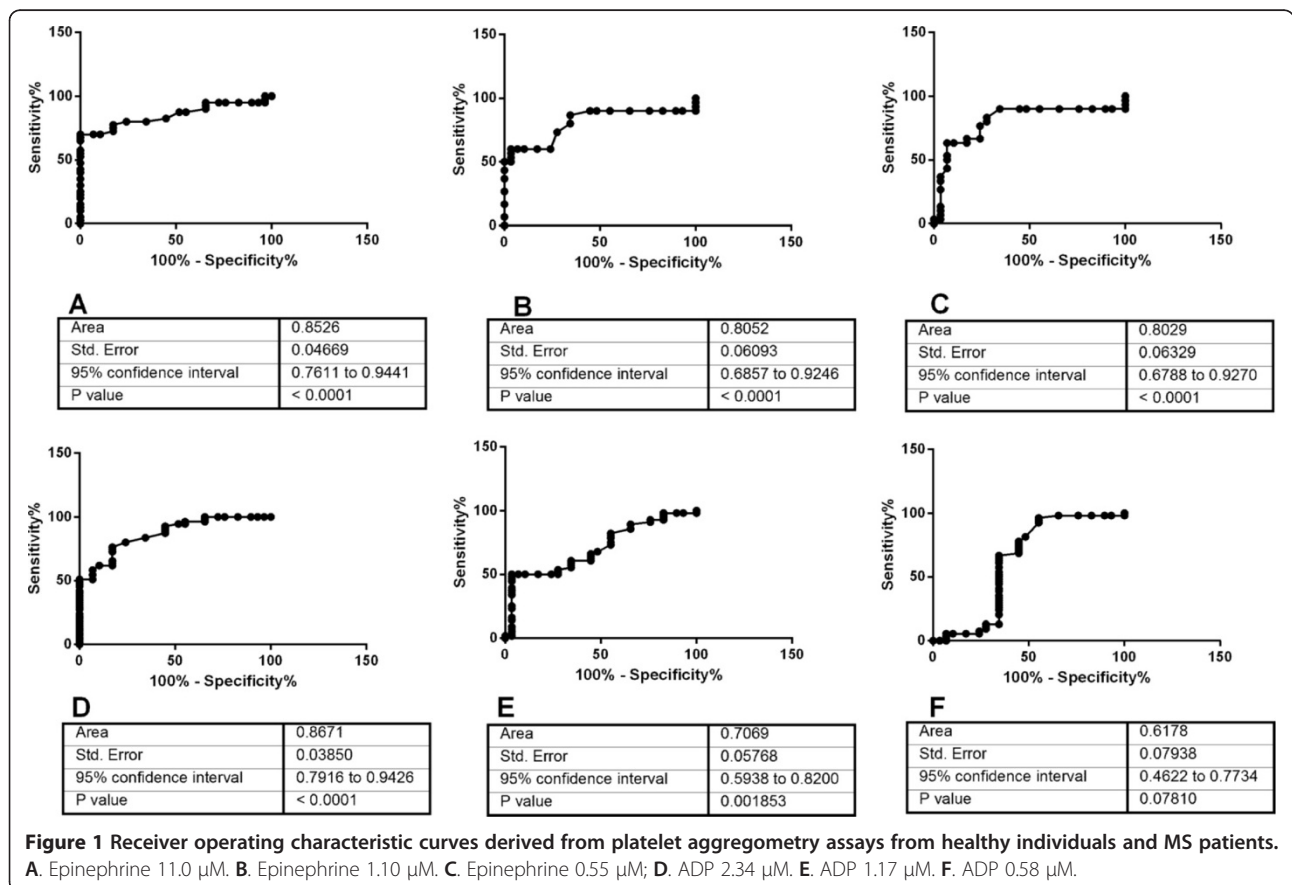 150
100
50
0
Sensitivity%
0 50 100 150
100% - Specificity%
A
Area 0.8526
Std. Error 0.04669
95% confidence interval 0.7611 to 0.9441
P value < 0.0001
150
100
50
0
Sensitivity%
0 50 100 150
100% - Specificity%
B
Area 0.8052
Std. Error 0.06093
95% confidence interval 0.6857 to 0.9246
P value < 0.0001
150
100
50
0
Sensitivity%
0 50 100 150
100% - Specificity%
C
Area 0.8029
Std. Error 0.06329
95% confidence interval 0.6788 to 0.9270
P value < 0.0001
150
100
50
0
Sensitivity%
0 50 100 150
100% - Specificity%
D
Area 0.8671
Std. Error 0.03850
95% confidence interval 0.7916 to 0.9426
P value < 0.0001
150
100
50
0
Sensitivity%
0 50 100 150
100% - Specificity%
E
Area 0.7069
Std. Error 0.05768
95% confidence interval 0.5938 to 0.8200
P value 0.001853
150
100
50
0
Sensitivity%
0 50 100 150
100% - Specificity%
F
Area 0.6178
Std. Error 0.07938
95% confidence interval 0.4622 to 0.7734
P value 0.07810
Figure 1 Receiver operating characteristic curves derived from platelet aggregometry assays from healthy individuals and MS patients.
A. Epinephrine 11.0 μM. B. Epinephrine 1.10 μM. C. Epinephrine 0.55 μM; D. ADP 2.34 μM. E. ADP 1.17 μM. F. ADP 0.58 μM.